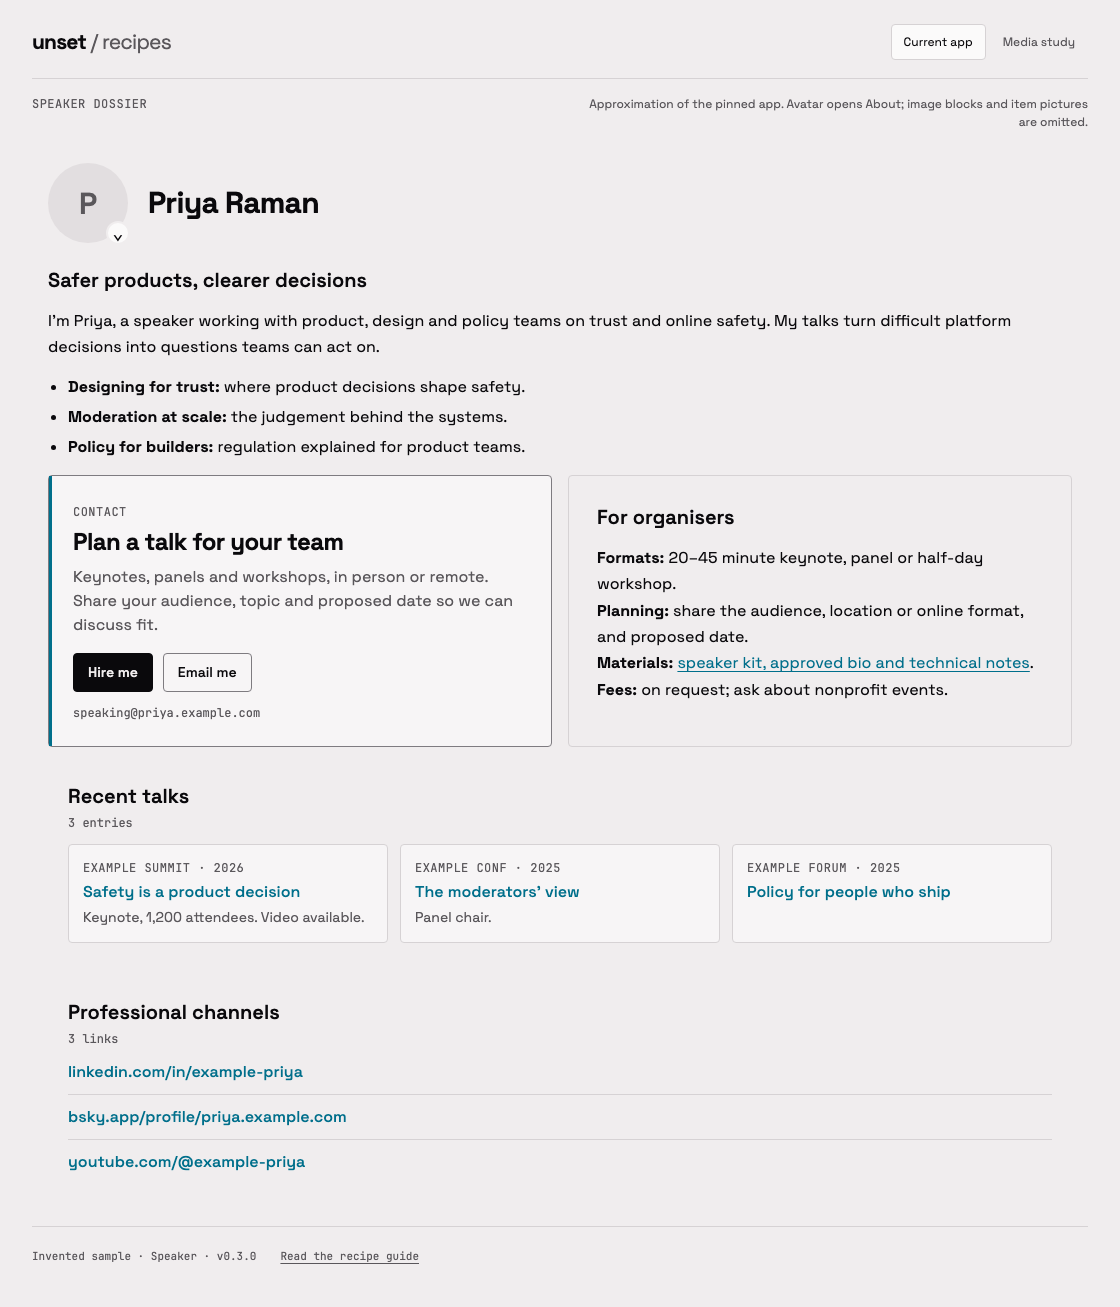 unset / recipes
Current app
Media study
SPEAKER DOSSIER
Approximation of the pinned app. Avatar opens About; image blocks and item pictures
are omitted.
P
Priya Raman
Safer products, clearer decisions
I’m Priya, a speaker working with product, design and policy teams on trust and online safety. My talks turn difficult platform
decisions into questions teams can act on.
• Designing for trust: where product decisions shape safety.
• Moderation at scale: the judgement behind the systems.
• Policy for builders: regulation explained for product teams.
CONTACT
Plan a talk for your team
Keynotes, panels and workshops, in person or remote.
Share your audience, topic and proposed date so we can
discuss fit.
Hire me
Email me
speaking@priya.example.com
For organisers
Formats: 20–45 minute keynote, panel or half-day
workshop.
Planning: share the audience, location or online format,
and proposed date.
Materials: speaker kit, approved bio and technical notes.
Fees: on request; ask about nonprofit events.
Recent talks
3 entries
EXAMPLE SUMMIT · 2026
Safety is a product decision
Keynote, 1,200 attendees. Video available.
EXAMPLE CONF · 2025
The moderators’ view
Panel chair.
EXAMPLE FORUM · 2025
Policy for people who ship
Professional channels
3 links
linkedin.com/in/example-priya
bsky.app/profile/priya.example.com
youtube.com/@example-priya
Invented sample · Speaker · v0.3.0
Read the recipe guide